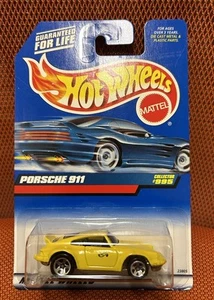 GUARANTEED
FOR LIFE
FOR AGES
OVER 3 YEARS.
DIE CAST METAL &
PLASTIC PARTS.
Hot Wheels
MATTEL
PORSCHE 911
COLLECTOR
#995